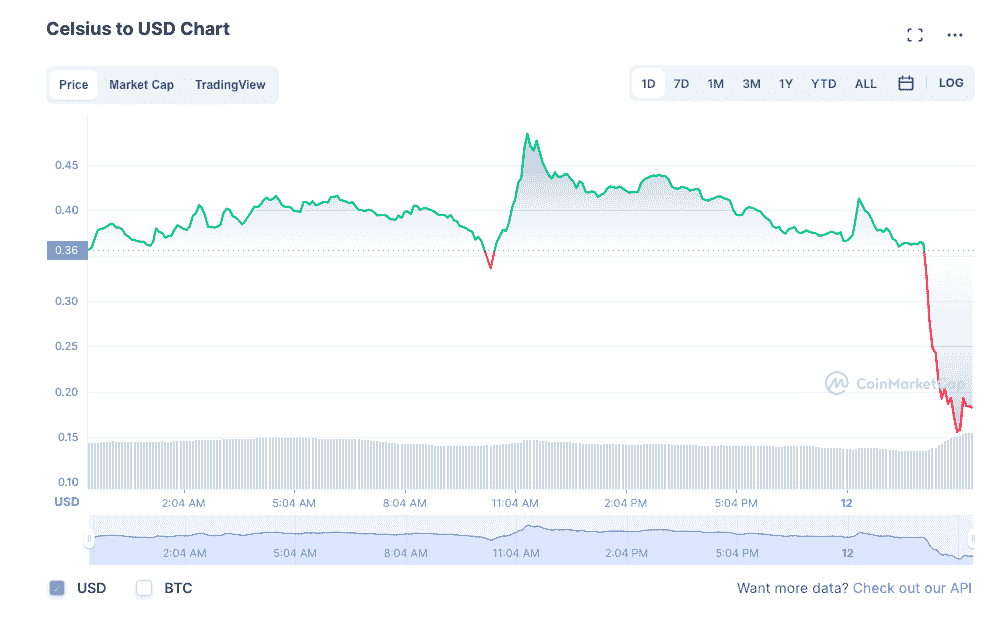 Celsius to USD Chart
Price Market Cap TradingView
1D 7D 1M 3M 1Y YTD ALL LOG
0.45
0.40
0.36
0.30
0.25
0.20
CoinMarketCap
0.15
0.10
USD 2:04 AM 5:04 AM 8:04 AM 11:04 AM 2:04 PM 5:04 PM 12
2:04 AM 5:04 AM 8:04 AM 11:04 AM 2:04 PM 5:04 PM 12
USD BTC Want more data? Check out our API